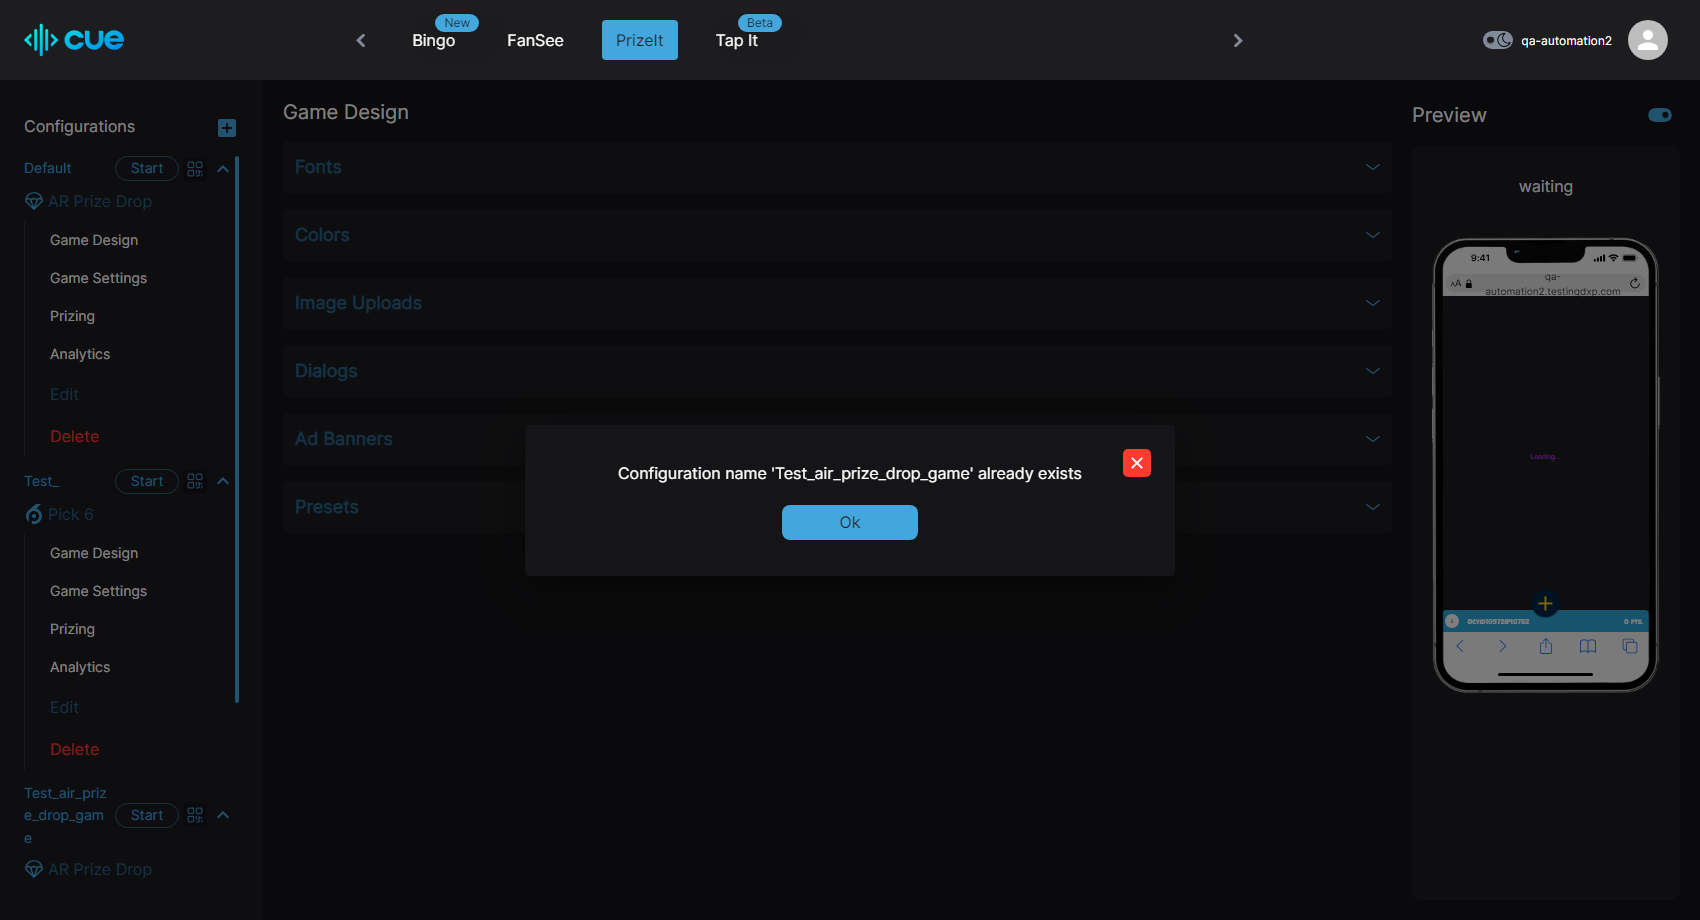 cue
New
Bingo
FanSee
PrizeIt
Beta
Tap It
qa-automation2
Configurations
Default
Start
AR Prize Drop
Game Design
Game Settings
Prizing
Analytics
Edit
Delete
Test_
Start
Pick 6
Game Design
Game Settings
Prizing
Analytics
Edit
Delete
Test_air_priz
e_drop_gam
e
Start
AR Prize Drop
Game Design
Fonts
Colors
Image Uploads
Dialogs
Ad Banners
Presets
Configuration name 'Test_air_prize_drop_game' already exists
Ok
Preview
waiting
9:41
AA
qa-
automation2.testingdxp.com
Loading...
0 PTS.